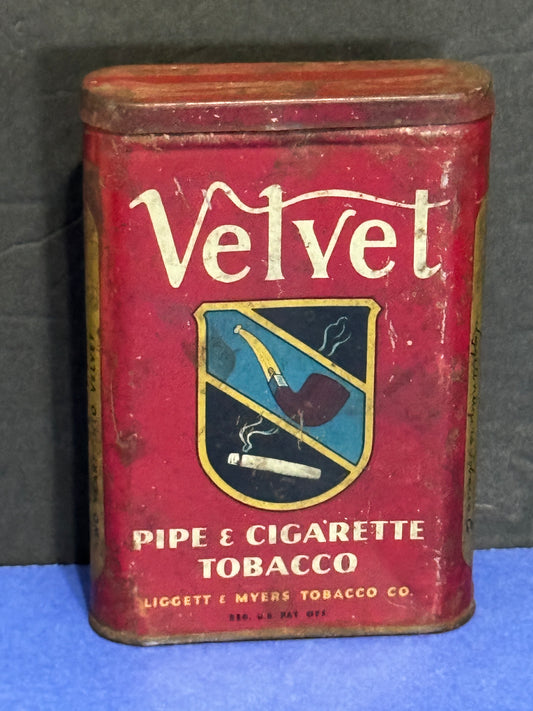 Velvet
PIPE & CIGARETTE
TOBACCO
LIGGETT & MYERS TOBACCO CO.
REG. U.S. PAT. OFF.